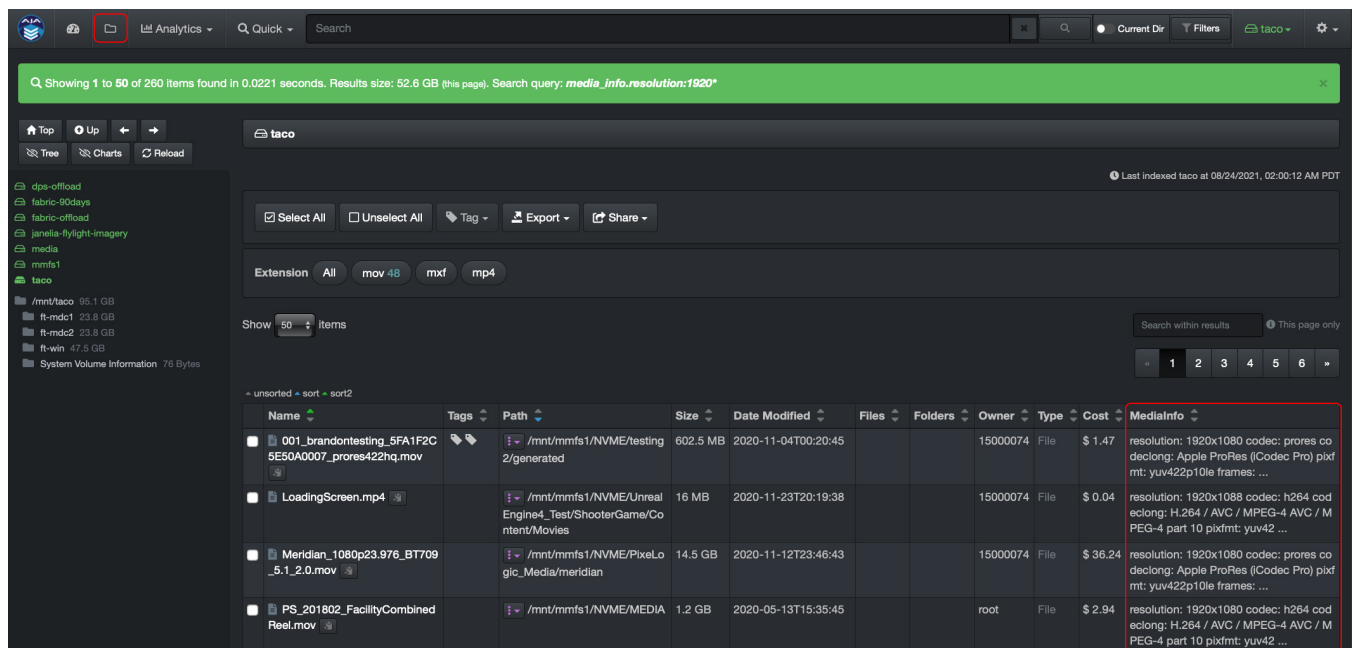 AJA
Analytics
Quick
Search
Current Dir
Filters
taco
Showing 1 to 50 of 260 items found in 0.0221 seconds. Results size: 52.6 GB (this page). Search query: media_info.resolution:1920*
×
Top
Up
Tree
Charts
Reload
taco
Last indexed taco at 08/24/2021, 02:00:12 AM PDT
dps-offload
fabric-90days
fabric-offload
janelia-flylight-imagery
media
mmfs1
taco
/mnt/taco 95.1 GB
ft-mdc1 23.8 GB
ft-mdc2 23.8 GB
ft-win 47.5 GB
System Volume Information 76 Bytes
Select All
Unselect All
Tag
Export
Share
Extension All mov 48 mxf mp4
Show 50 items
Search within results
This page only
« 1 2 3 4 5 6 »
unsorted sort sort2
Name Tags Path Size Date Modified Files Folders Owner Type Cost MediaInfo
001_brandontesting_5FA1F2C
5E50A0007_prores422hq.mov
/mnt/mmfs1/NVME/testing
2/generated
602.5 MB
2020-11-04T00:20:45
15000074
File
$ 1.47
resolution: 1920x1080 codec: prores co
declong: Apple ProRes (iCodec Pro) pixf
mt: yuv422p10le frames: ...
LoadingScreen.mp4
/mnt/mmfs1/NVME/Unreal
Engine4_Test/ShooterGame/Co
ntent/Movies
16 MB
2020-11-23T20:19:38
15000074
File
$ 0.04
resolution: 1920x1088 codec: h264 cod
eclong: H.264 / AVC / MPEG-4 AVC / M
PEG-4 part 10 pixfmt: yuv42 ...
Meridian_1080p23.976_BT709
_5.1_2.0.mov
/mnt/mmfs1/NVME/PixeLo
gic_Media/meridian
14.5 GB
2020-11-12T23:46:43
15000074
File
$ 36.24
resolution: 1920x1080 codec: prores co
declong: Apple ProRes (iCodec Pro) pixf
mt: yuv422p10le frames: ...
PS_201802_FacilityCombined
Reel.mov
/mnt/mmfs1/NVME/MEDIA
1.2 GB
2020-05-13T15:35:45
root
File
$ 2.94
resolution: 1920x1080 codec: h264 cod
eclong: H.264 / AVC / MPEG-4 AVC / M
PEG-4 part 10 pixfmt: yuv42 ...